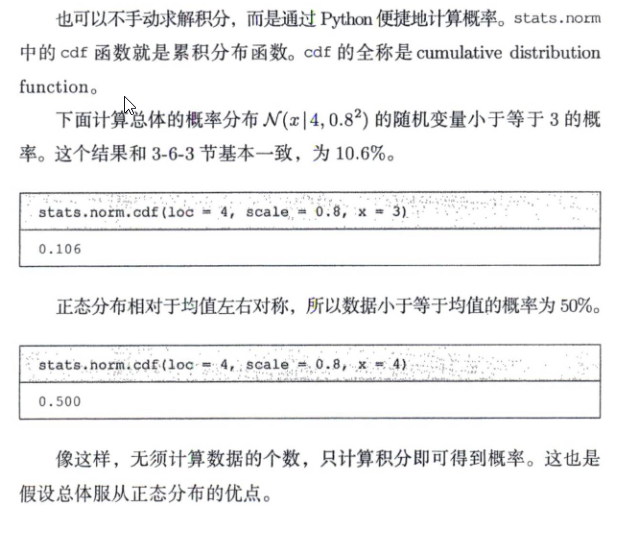 也可以不手动求解积分，而是通过 Python 便捷地计算概率。stats.norm
中的 cdf 函数就是累积分布函数。cdf 的全称是 cumulative distribution
function。
下面计算总体的概率分布 𝒩(x|4, 0.8²) 的随机变量小于等于 3 的概
率。这个结果和 3-6-3 节基本一致，为 10.6%。
stats.norm.cdf(loc = 4, scale = 0.8, x = 3)
0.106
正态分布相对于均值左右对称，所以数据小于等于均值的概率为 50%。
stats.norm.cdf(loc = 4, scale = 0.8, x = 4)
0.500
像这样，无须计算数据的个数，只计算积分即可得到概率。这也是
假设总体服从正态分布的优点。